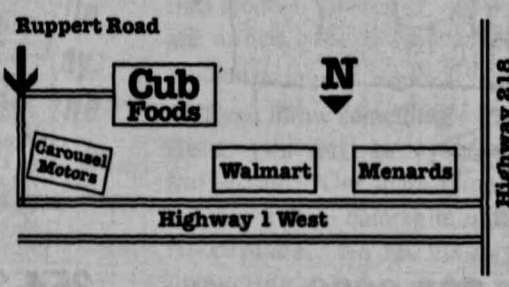 Ruppert Road
Cub
Foods
N
Carousel
Motors
Walmart
Menards
Highway 218
Highway 1 West